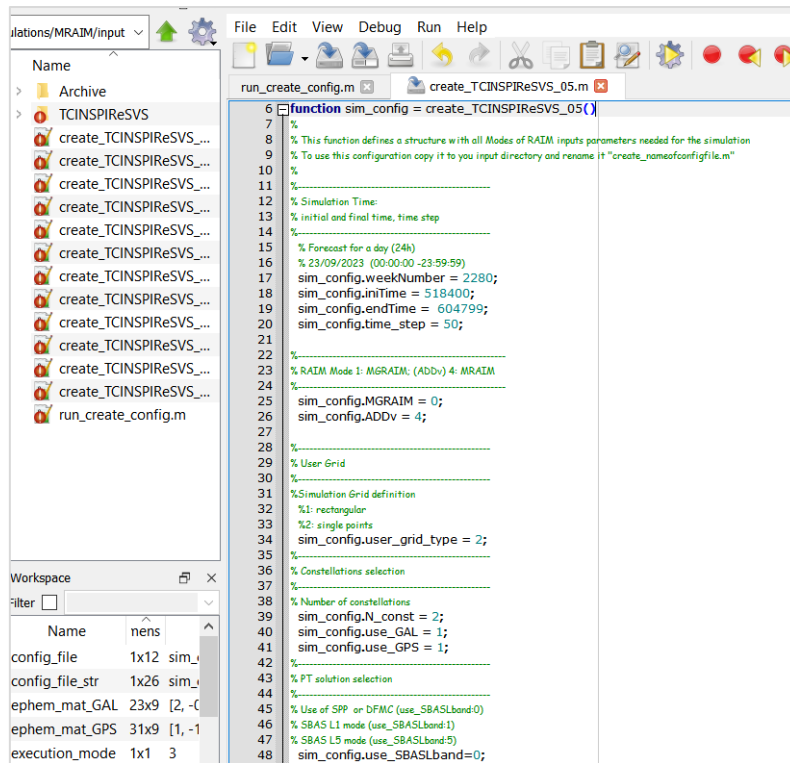 ulations/MRAIM/input
Name
Archive
TCINSPIReSVS
create_TCINSPIReSVS_...
create_TCINSPIReSVS_...
create_TCINSPIReSVS_...
create_TCINSPIReSVS_...
create_TCINSPIReSVS_...
create_TCINSPIReSVS_...
create_TCINSPIReSVS_...
create_TCINSPIReSVS_...
create_TCINSPIReSVS_...
create_TCINSPIReSVS_...
create_TCINSPIReSVS_...
create_TCINSPIReSVS_...
run_create_config.m
Workspace
Filter
Name nens
config_file 1x12 sim_
config_file_str 1x26 sim_
ephem_mat_GAL 23x9 [2, -0
ephem_mat_GPS 31x9 [1, -1
execution_mode 1x1 3
File Edit View Debug Run Help
run_create_config.m create_TCINSPIReSVS_05.m
6 function sim_config = create_TCINSPIReSVS_05()
7 %
8 % This function defines a structure with all Modes of RAIM inputs parameters needed for the simulation
9 % To use this configuration copy it to you input directory and rename it "create_nameofconfigfile.m"
10 %
11 %------------------------------------------------
12 % Simulation Time:
13 % initial and final time, time step
14 %------------------------------------------------
15 % Forecast for a day (24h)
16 % 23/09/2023 (00:00:00 -23:59:59)
17 sim_config.weekNumber = 2280;
18 sim_config.iniTime = 518400;
19 sim_config.endTime = 604799;
20 sim_config.time_step = 50;
21
22 %----------------------------------------------------
23 % RAIM Mode 1: MGRAIM; (ADDv) 4: MRAIM
24 %----------------------------------------------------
25 sim_config.MGRAIM = 0;
26 sim_config.ADDv = 4;
27
28 %------------------------------------------------
29 % User Grid
30 %------------------------------------------------
31 %Simulation Grid definition
32 %1: rectangular
33 %2: single points
34 sim_config.user_grid_type = 2;
35 %------------------------------------------------
36 % Constellations selection
37 %------------------------------------------------
38 % Number of constellations
39 sim_config.N_const = 2;
40 sim_config.use_GAL = 1;
41 sim_config.use_GPS = 1;
42 %------------------------------------------------
43 % PT solution selection
44 %------------------------------------------------
45 % Use of SPP or DFMC (use_SBASLband:0)
46 % SBAS L1 mode (use_SBASLband:1)
47 % SBAS L5 mode (use_SBASLband:5)
48 sim_config.use_SBASLband=0;